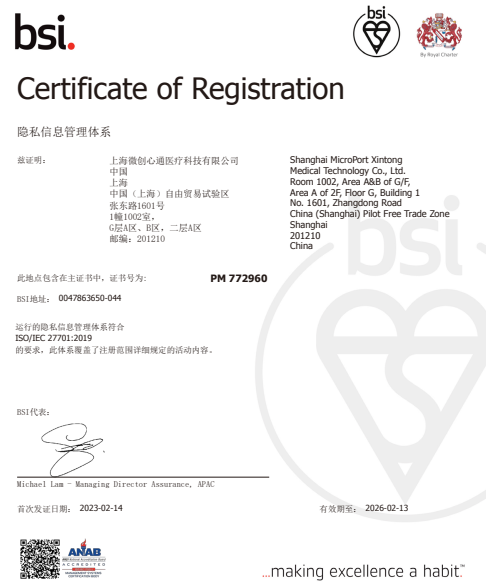 bsi.
bsi
By Royal Charter
Certificate of Registration
隐私信息管理体系
兹证明：
上海微创心通医疗科技有限公司
中国
上海
中国（上海）自由贸易试验区
张东路1601号
1幢1002室，
G层A区、B区，二层A区
邮编：201210
Shanghai MicroPort Xintong
Medical Technology Co., Ltd.
Room 1002, Area A&B of G/F,
Area A of 2F, Floor G, Building 1
No. 1601, Zhangdong Road
China (Shanghai) Pilot Free Trade Zone
Shanghai
201210
China
此地点包含在主证书中，证书号为：
PM 772960
BSI地址： 0047863650-044
运行的隐私信息管理体系符合
ISO/IEC 27701:2019
的要求，此体系覆盖了注册范围详细规定的活动内容。
BSI代表：
Michael Lam - Managing Director Assurance, APAC
首次发证日期： 2023-02-14
有效期至： 2026-02-13
ANAB
ACCREDITED
MANAGEMENT SYSTEMS
CERTIFICATION BODY
...making excellence a habit.™
bsi